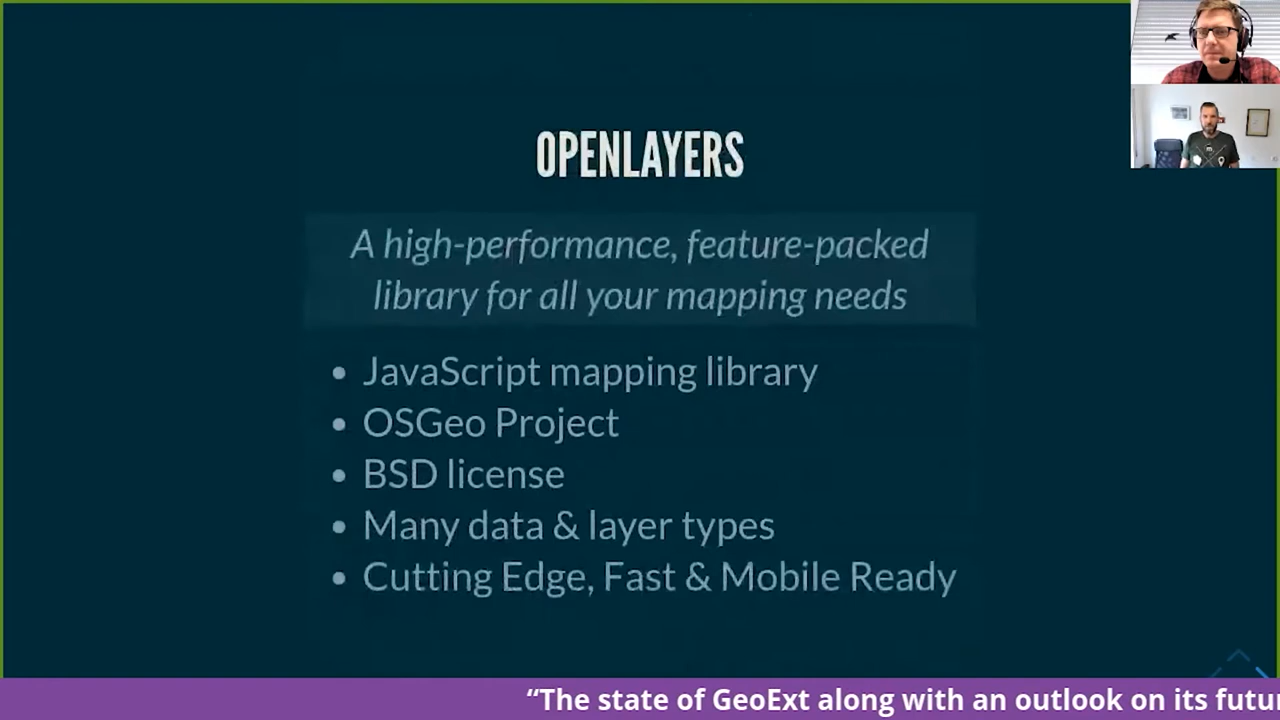 OPENLAYERS
A high-performance, feature-packed
library for all your mapping needs
• JavaScript mapping library
• OSGeo Project
• BSD license
• Many data & layer types
• Cutting Edge, Fast & Mobile Ready
“The state of GeoExt along with an outlook on its futu